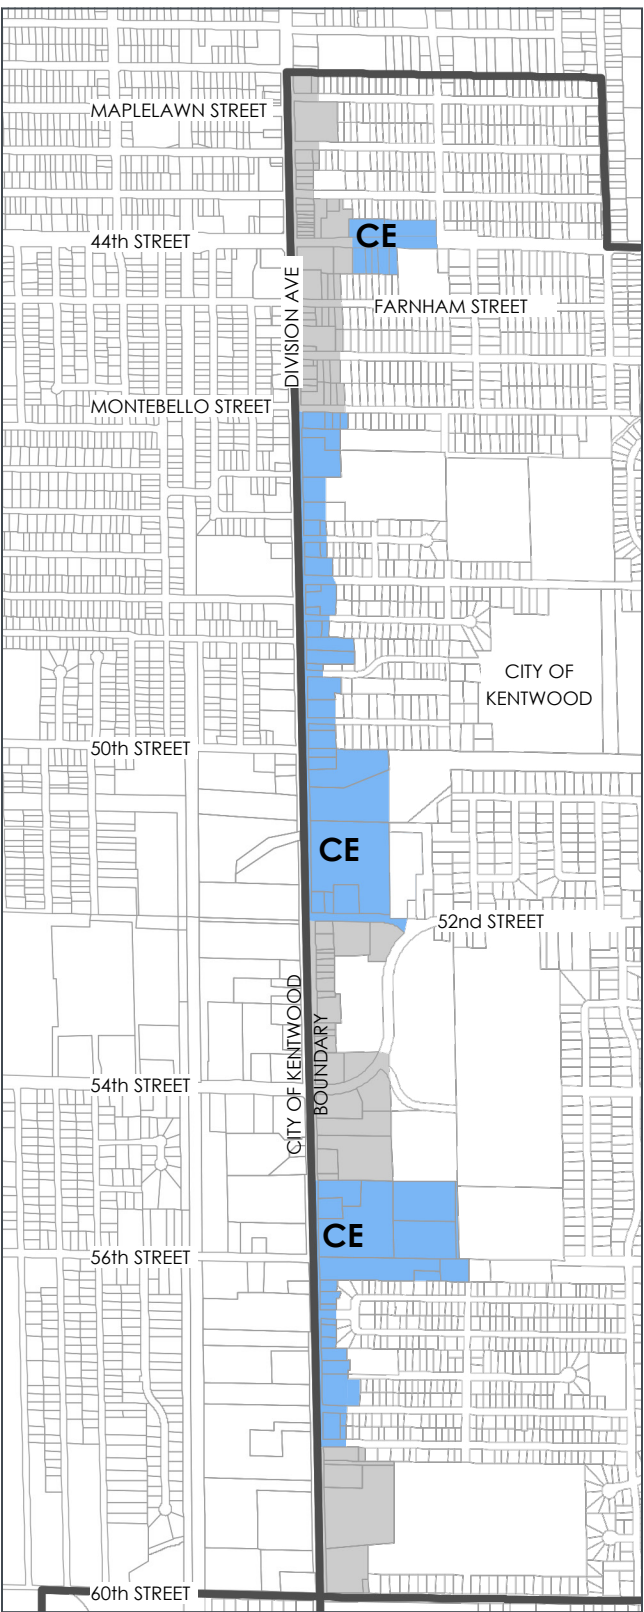 MAPLELAWN STREET
44th STREET
CE
DIVISION AVE
FARNHAM STREET
MONTEBELLO STREET
CITY OF
KENTWOOD
50th STREET
CE
52nd STREET
CITY OF KENTWOOD
BOUNDARY
54th STREET
CE
56th STREET
60th STREET